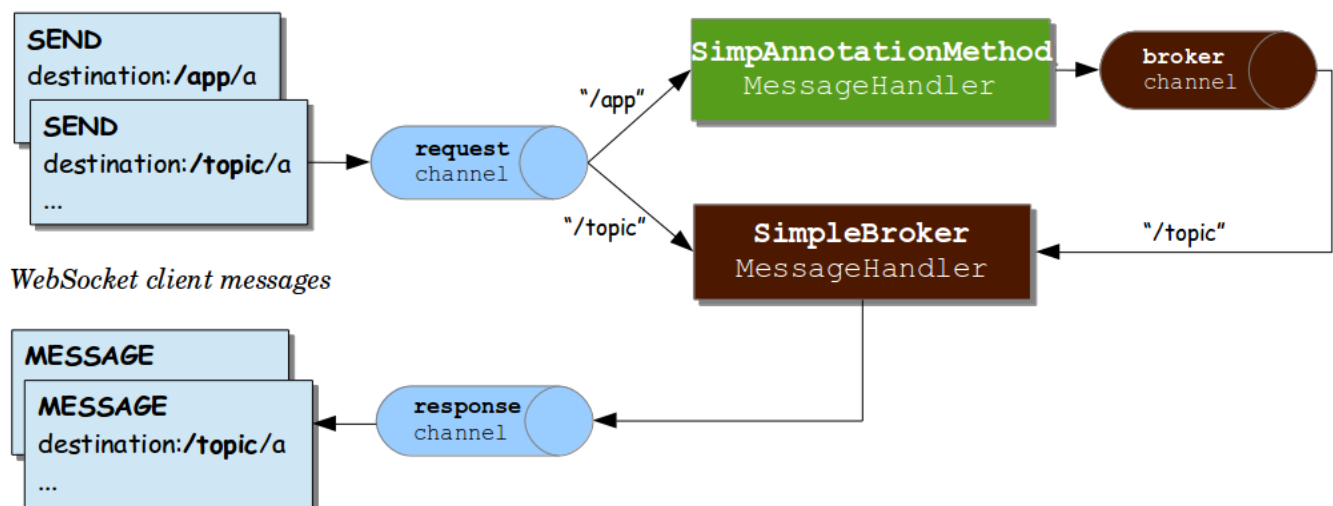 SEND
destination:/app/a
SEND
destination:/topic/a
...
request
channel
“/app”
“/topic”
SimpAnnotationMethod
MessageHandler
broker
channel
SimpleBroker
MessageHandler
“/topic”
WebSocket client messages
MESSAGE
MESSAGE
destination:/topic/a
...
response
channel